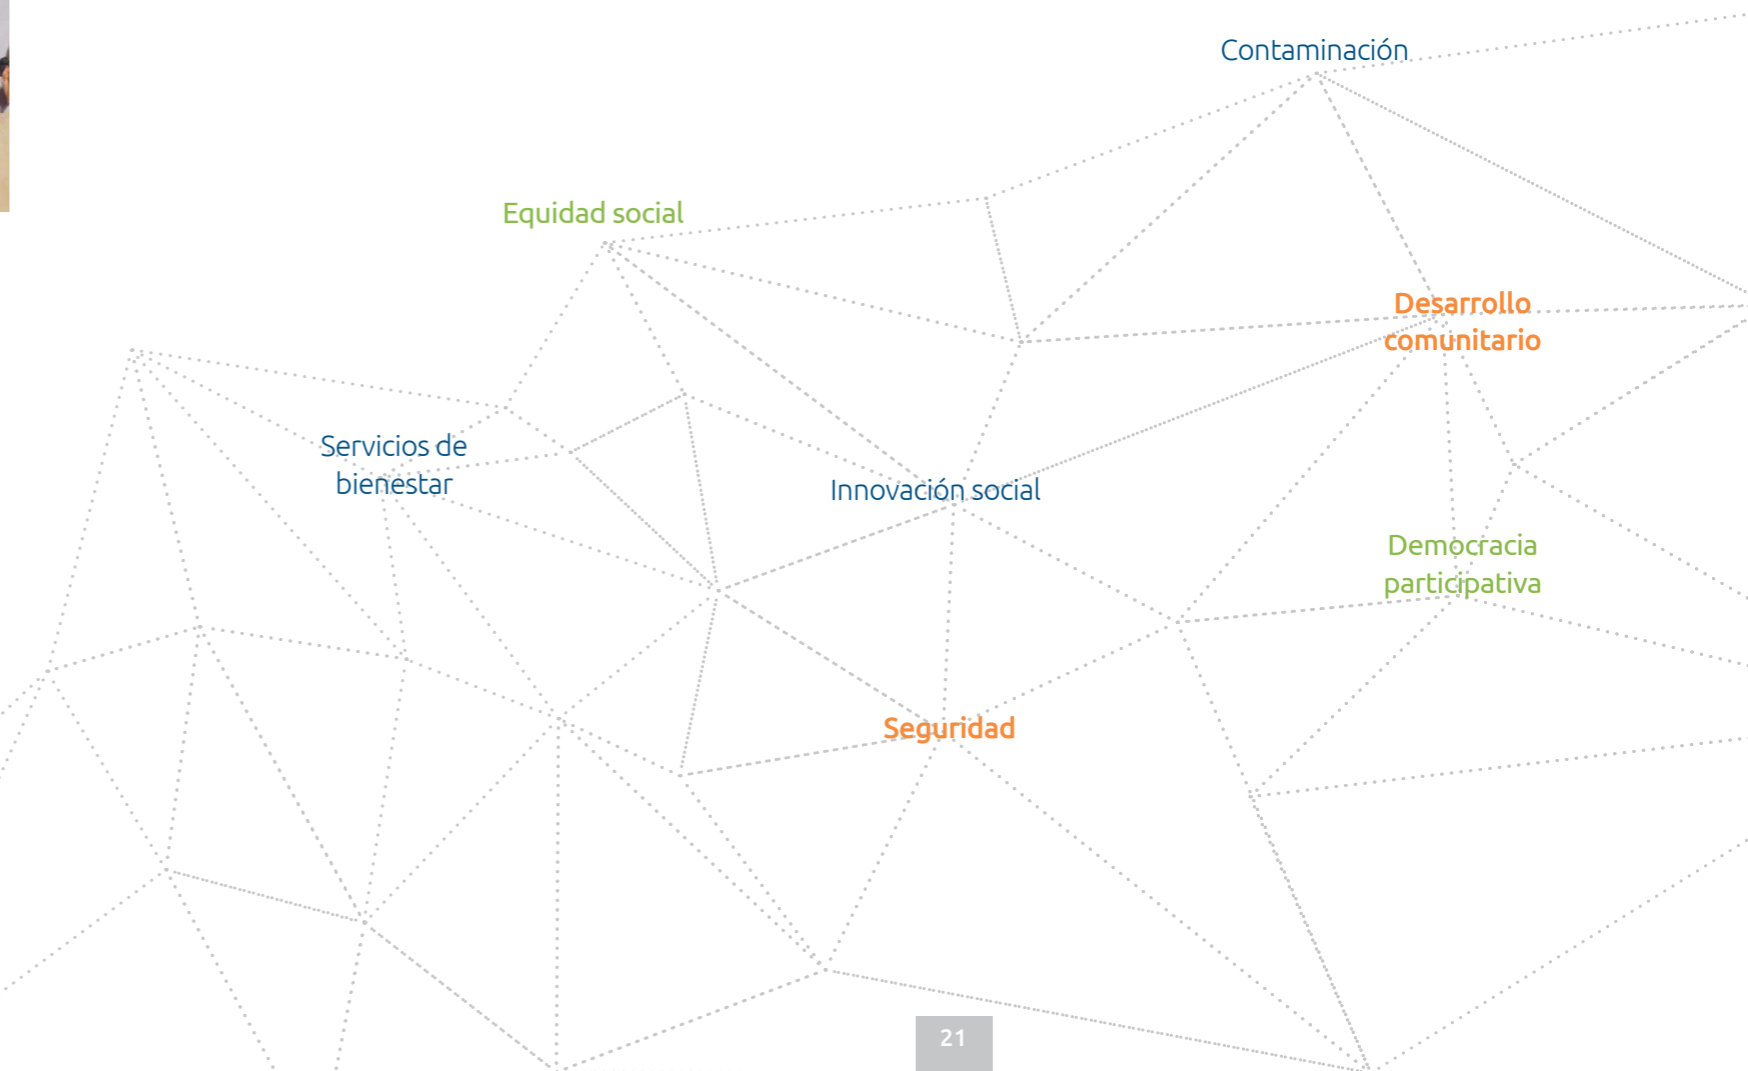 Contaminación
Equidad social
Desarrollo
comunitario
Servicios de
bienestar
Innovación social
Democracia
participativa
Seguridad
21